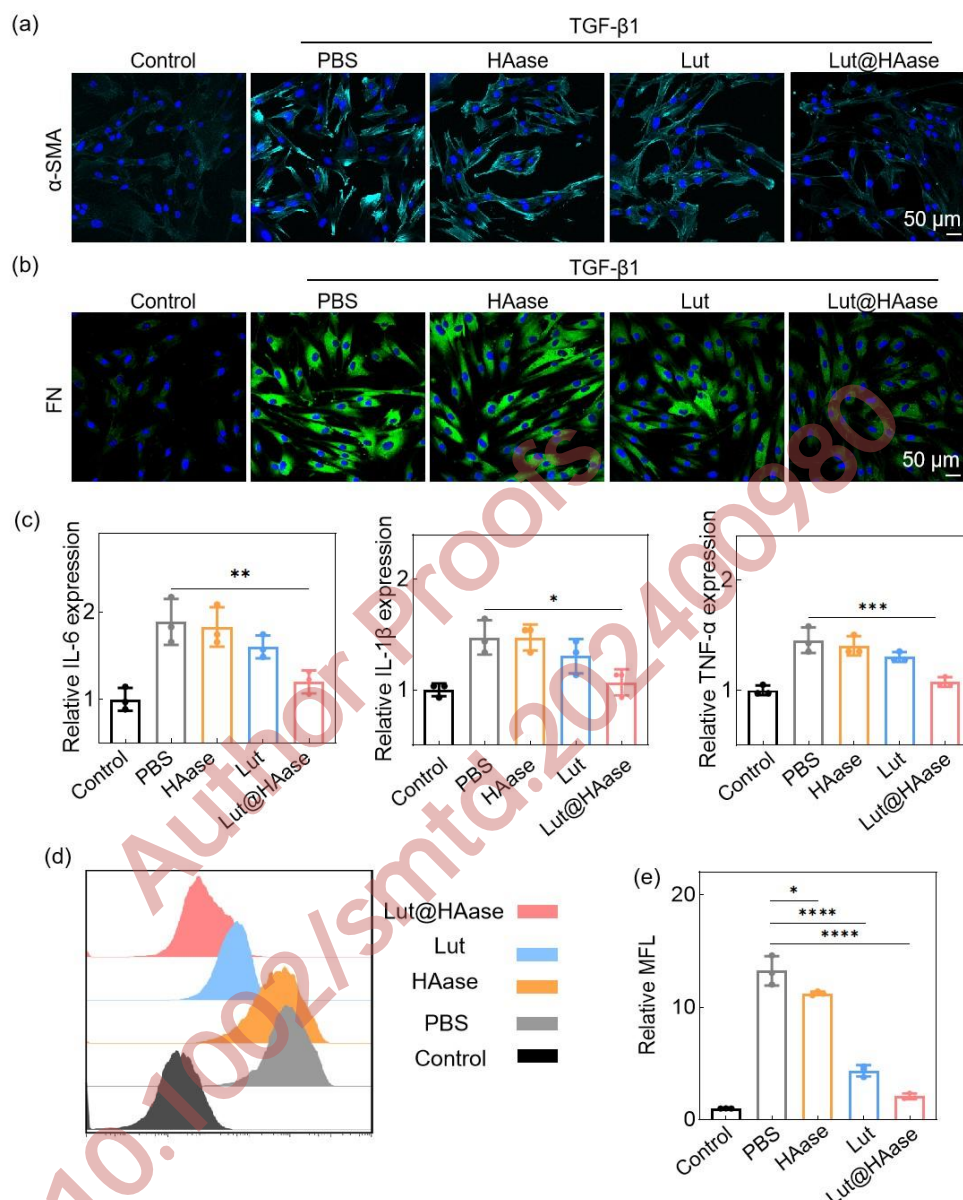 (a)
TGF-β1
Control PBS HAase Lut Lut@HAase
α-SMA
50 µm
(b)
TGF-β1
Control PBS HAase Lut Lut@HAase
FN
50 µm
(c)
Relative IL-6 expression
2
1
**
Control PBS HAase Lut Lut@HAase
Relative IL-1β expression
2
1
*
Control PBS HAase Lut Lut@HAase
Relative TNF-α expression
2
1
***
Control PBS HAase Lut Lut@HAase
(d)
Lut@HAase
Lut
HAase
PBS
Control
(e)
Relative MFL
20
10
0
*
****
****
Control PBS HAase Lut Lut@HAase
Author Proofs
10.1002/smtd.202400980